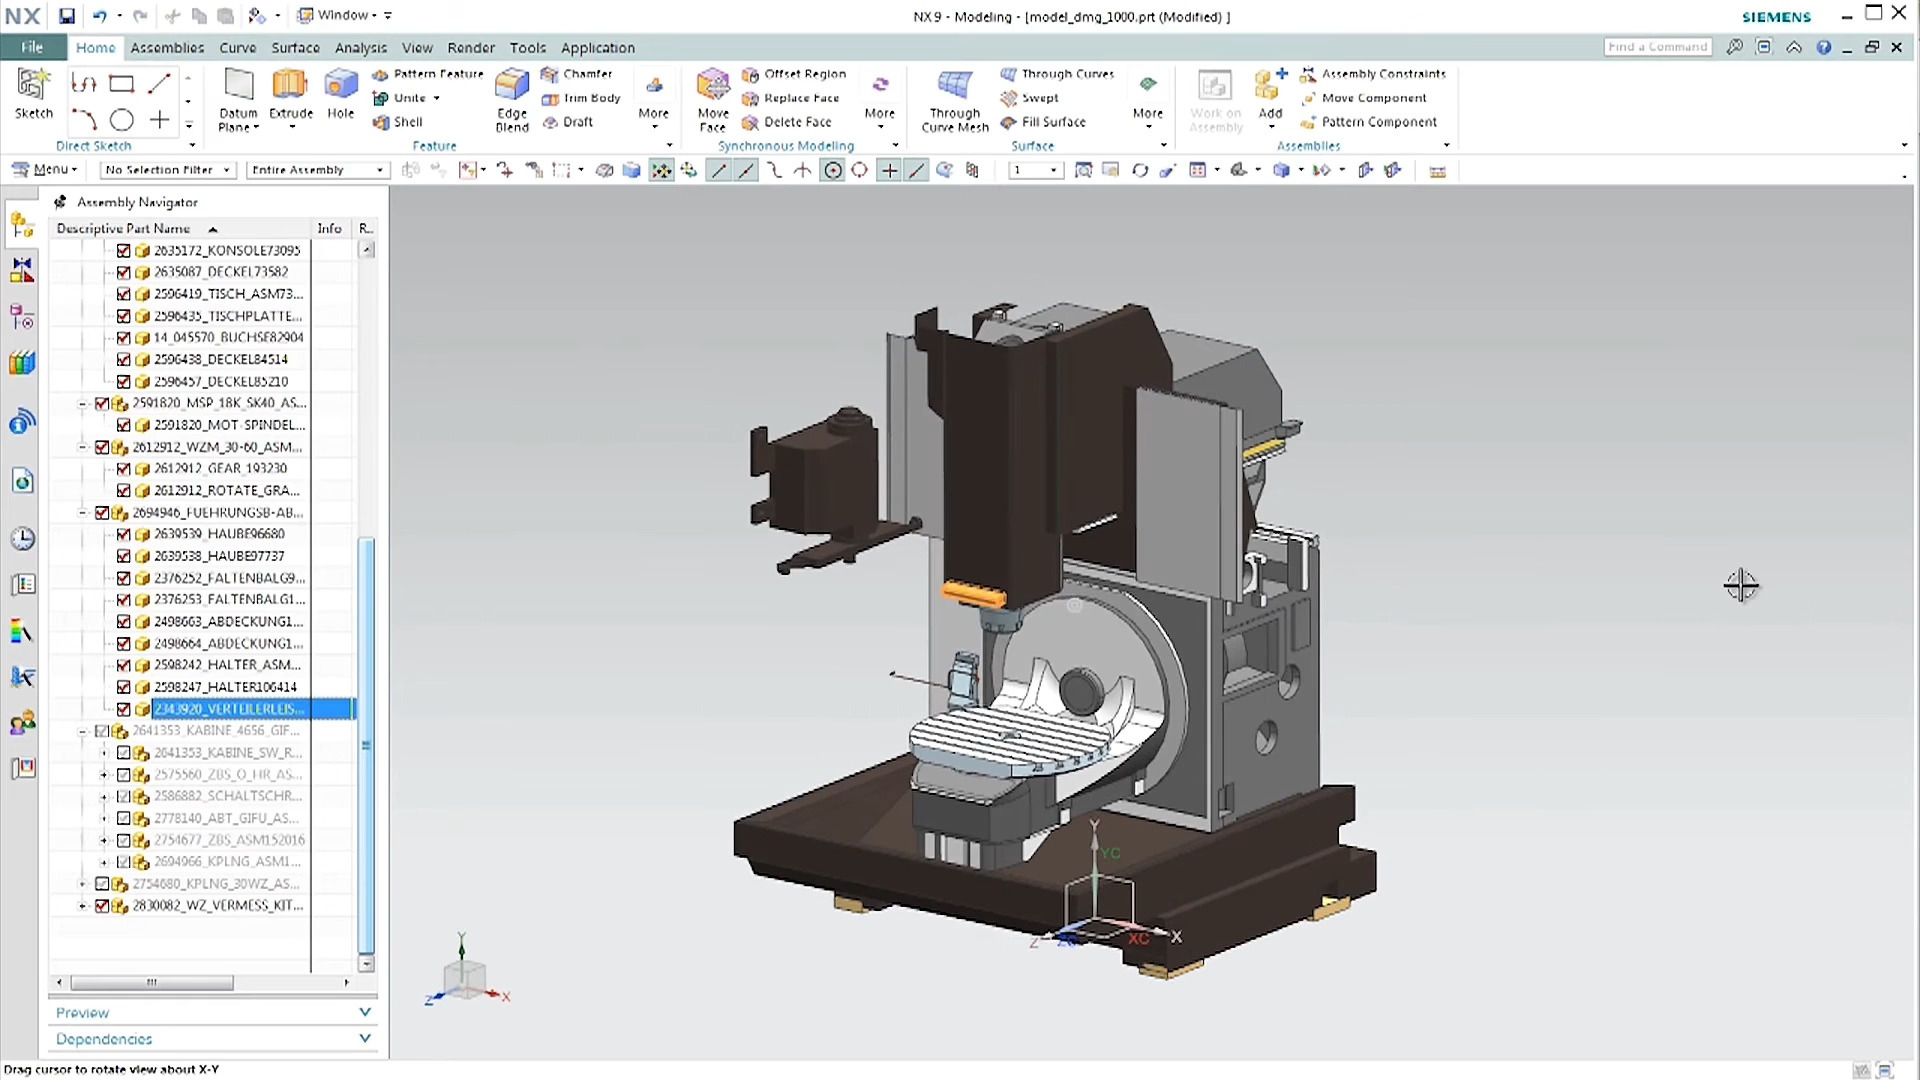 NX
Window
NX 9 - Modeling - [model_dmg_1000.prt (Modified) ]
SIEMENS
File
Home
Assemblies
Curve
Surface
Analysis
View
Render
Tools
Application
Find a Command
Sketch
Direct Sketch
Datum
Plane
Extrude
Hole
Pattern Feature
Unite
Shell
Edge
Blend
Chamfer
Trim Body
Draft
More
Feature
Move
Face
Offset Region
Replace Face
Delete Face
More
Synchronous Modeling
Through
Curve Mesh
Through Curves
Swept
Fill Surface
More
Surface
Work on
Assembly
Add
Assembly Constraints
Move Component
Pattern Component
Assemblies
Menu
No Selection Filter
Entire Assembly
1
Assembly Navigator
Descriptive Part Name
Info
R..
2635172_KONSOLE73095
2635087_DECKEL73582
2596419_TISCH_ASM73...
2596435_TISCHPLATTE...
14_045570_BUCHSE82904
2596438_DECKEL84514
2596457_DECKEL85210
2591820_MSP_18K_SK40_AS...
2591820_MOT-SPINDEL...
2612912_WZM_30-60_ASM...
2612912_GEAR_193230
2612912_ROTATE_GRA...
2694946_FUEHRUNGSB-AB...
2639539_HAUBE96680
2639538_HAUBE97737
2376252_FALTENBALG9...
2376253_FALTENBALG1...
2498663_ABDECKUNG1...
2498664_ABDECKUNG1...
2598242_HALTER_ASM...
2598247_HALTER106414
2343920_VERTEILERLEIS...
2641353_KABINE_4656_GIF...
2641353_KABINE_SW_R...
2575560_ZBS_O_HR_AS...
2586882_SCHALTSCHR...
2778140_ABT_GIFU_AS...
2754677_ZBS_ASM152016
2694966_KPLNG_ASM1...
2754680_KPLNG_30WZ_AS...
2830082_WZ_VERMESS_KIT...
Y
YC
Z
ZC
XC
X
Y
Z
X
Preview
Dependencies
Drag cursor to rotate view about X-Y